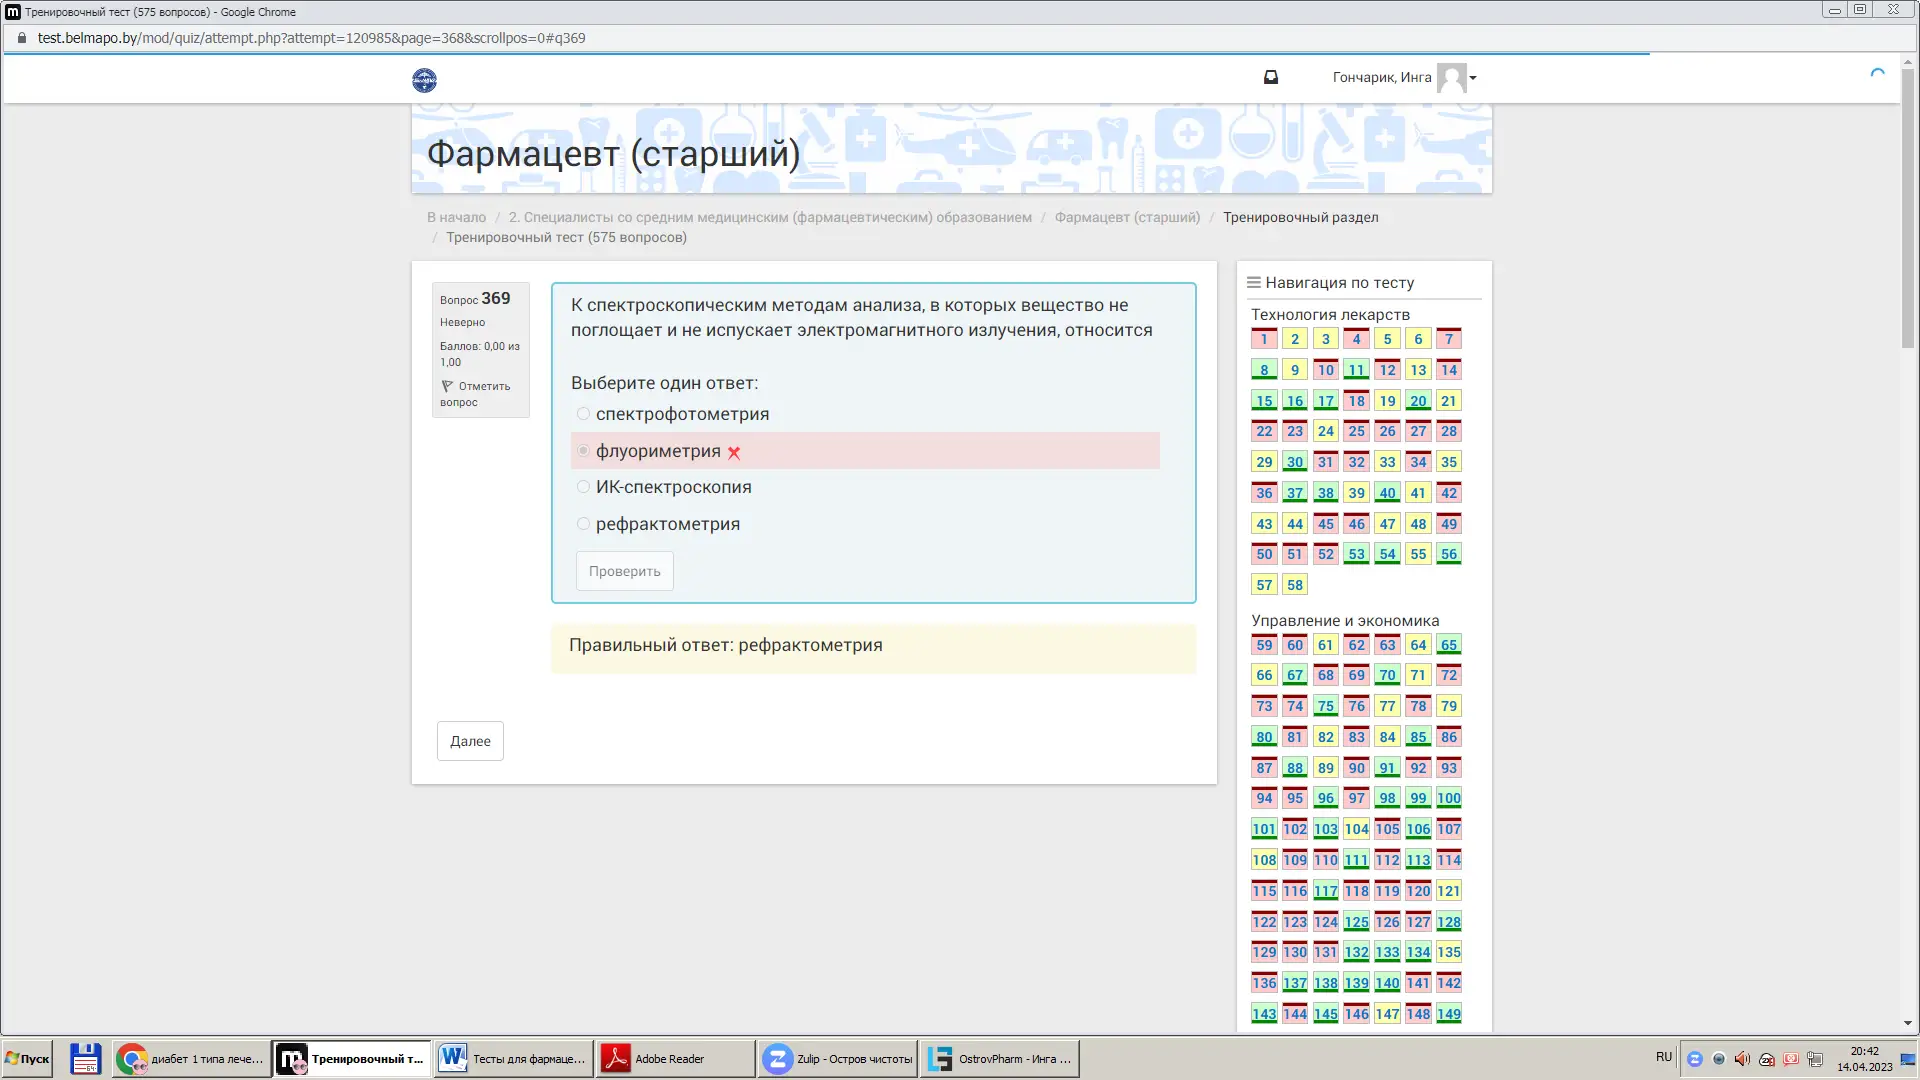 Тренировочный тест (575 вопросов) - Google Chrome
test.belmapo.by/mod/quiz/attempt.php?attempt=120985&page=368&scrollpos=0#q369
Гончарик, Инга
Фармацевт (старший)
В начало / 2. Специалисты со средним медицинским (фармацевтическим) образованием / Фармацевт (старший) / Тренировочный раздел
/ Тренировочный тест (575 вопросов)
Вопрос 369
Неверно
Баллов: 0,00 из
1,00
Отметить
вопрос
К спектроскопическим методам анализа, в которых вещество не
поглощает и не испускает электромагнитного излучения, относится
Выберите один ответ:
спектрофотометрия
флуориметрия
ИК-спектроскопия
рефрактометрия
Проверить
Правильный ответ: рефрактометрия
Далее
Навигация по тесту
Технология лекарств
1 2 3 4 5 6 7
8 9 10 11 12 13 14
15 16 17 18 19 20 21
22 23 24 25 26 27 28
29 30 31 32 33 34 35
36 37 38 39 40 41 42
43 44 45 46 47 48 49
50 51 52 53 54 55 56
57 58
Управление и экономика
59 60 61 62 63 64 65
66 67 68 69 70 71 72
73 74 75 76 77 78 79
80 81 82 83 84 85 86
87 88 89 90 91 92 93
94 95 96 97 98 99 100
101 102 103 104 105 106 107
108 109 110 111 112 113 114
115 116 117 118 119 120 121
122 123 124 125 126 127 128
129 130 131 132 133 134 135
136 137 138 139 140 141 142
143 144 145 146 147 148 149
Пуск
диабет 1 типа лече...
Тренировочный т...
Тесты для фармаце...
Adobe Reader
Zulip - Остров чистоты
OstrovPharm - Инга ...
RU
20:42
14.04.2023